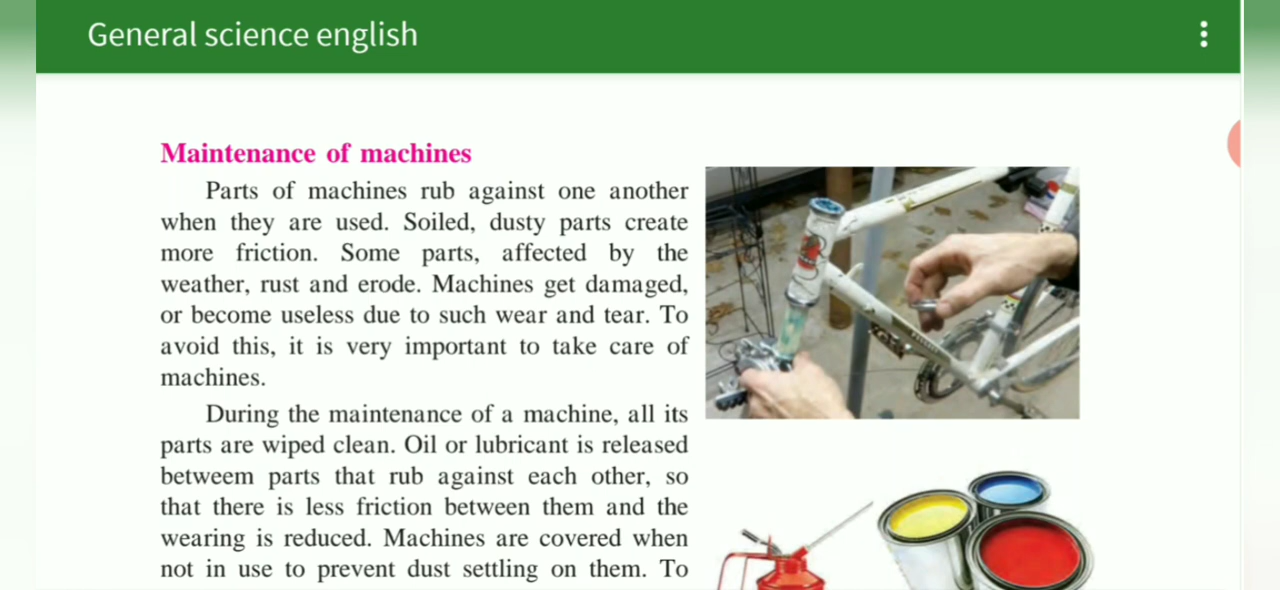 General science english
Maintenance of machines
Parts of machines rub against one another
when they are used. Soiled, dusty parts create
more friction. Some parts, affected by the
weather, rust and erode. Machines get damaged,
or become useless due to such wear and tear. To
avoid this, it is very important to take care of
machines.
During the maintenance of a machine, all its
parts are wiped clean. Oil or lubricant is released
betweem parts that rub against each other, so
that there is less friction between them and the
wearing is reduced. Machines are covered when
not in use to prevent dust settling on them. To